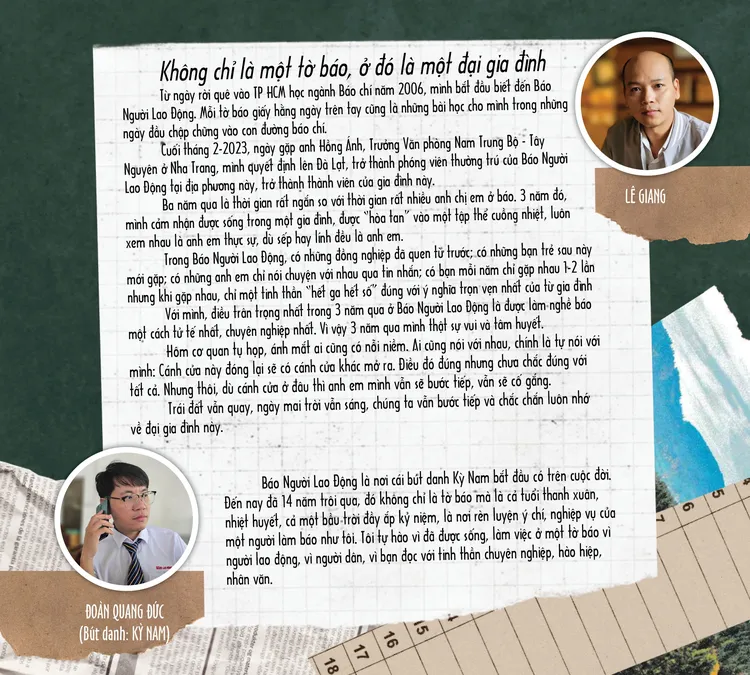 Không chỉ là một tờ báo, ở đó là một đại gia đình
Từ ngày rời quê vào TP HCM học ngành Báo chí năm 2006, mình bắt đầu biết đến Báo
Người Lao Động. Mỗi tờ báo giấy hằng ngày trên tay cũng là những bài học cho mình trong những
ngày đầu chập chững vào con đường báo chí.
Cuối tháng 2-2023, ngày gặp anh Hồng Ánh, Trưởng Văn phòng Nam Trung Bộ - Tây
Nguyên ở Nha Trang, mình quyết định lên Đà Lạt, trở thành phóng viên thường trú của Báo Người
Lao Động tại địa phương này, trở thành thành viên của gia đình này.
Ba năm qua là thời gian rất ngắn so với thời gian rất nhiều anh chị em ở báo. 3 năm đó,
mình cảm nhận được sống trong một gia đình, được "hòa tan" vào một tập thể cuồng nhiệt, luôn
xem nhau là anh em thực sự, dù sếp hay lính đều là anh em.
Trong Báo Người Lao Động, có những đồng nghiệp đã quen từ trước; có những bạn trẻ sau này
mới gặp; có những anh em chỉ nói chuyện với nhau qua tin nhắn; có bạn mỗi năm chỉ gặp nhau 1-2 lần
nhưng khi gặp nhau, chỉ một tinh thần "hết ga hết số" đúng với ý nghĩa trọn vẹn nhất của từ gia đình
Với mình, điều trân trọng nhất trong 3 năm qua ở Báo Người Lao Động là được làm nghề báo
một cách tử tế nhất, chuyên nghiệp nhất. Vì vậy 3 năm qua mình thật sự vui và tâm huyết.
Hôm cơ quan tụ họp, ánh mắt ai cũng có nỗi niềm. Ai cũng nói với nhau, chính là tự nói với
mình: Cánh cửa này đóng lại sẽ có cánh cửa khác mở ra. Điều đó đúng nhưng chưa chắc đúng với
tất cả. Nhưng thôi, dù cánh cửa ở đâu thì anh em mình vẫn sẽ bước tiếp, vẫn sẽ cố gắng.
Trái đất vẫn quay, ngày mai trời vẫn sáng, chúng ta vẫn bước tiếp và chắc chắn luôn nhớ
về đại gia đình này.
LÊ GIANG
Báo Người Lao Động là nơi cái bút danh Kỳ Nam bắt đầu có trên cuộc đời.
Đến nay đã 14 năm trôi qua, đó không chỉ là tờ báo mà là cả tuổi thanh xuân,
nhiệt huyết, cả một bầu trời đầy ắp kỷ niệm, là nơi rèn luyện ý chí, nghiệp vụ của
một người làm báo như tôi. Tôi tự hào vì đã được sống, làm việc ở một tờ báo vì
người lao động, vì người dân, vì bạn đọc với tinh thần chuyên nghiệp, hào hiệp,
nhân văn.
ĐOÀN QUANG ĐỨC
(Bút danh: KỲ NAM)
18
17
16
15
7
6
5